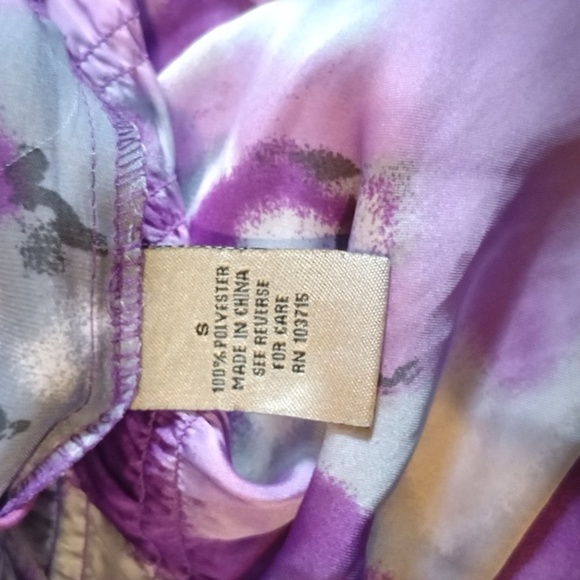 S
100% POLYESTER
MADE IN CHINA
SEE REVERSE
FOR CARE
RN 103715